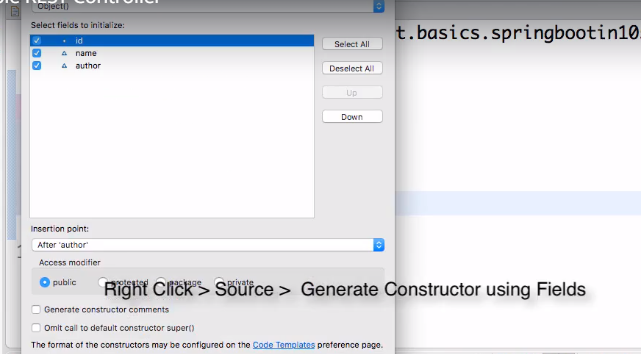 REST Controller
Object()
Select fields to initialize:
id
name
author
Select All
Deselect All
Up
Down
t.basics.springbootin10
Insertion point:
After 'author'
Access modifier
public protected package private
Right Click > Source > Generate Constructor using Fields
Generate constructor comments
Omit call to default constructor super()
The format of the constructors may be configured on the Code Templates preference page.